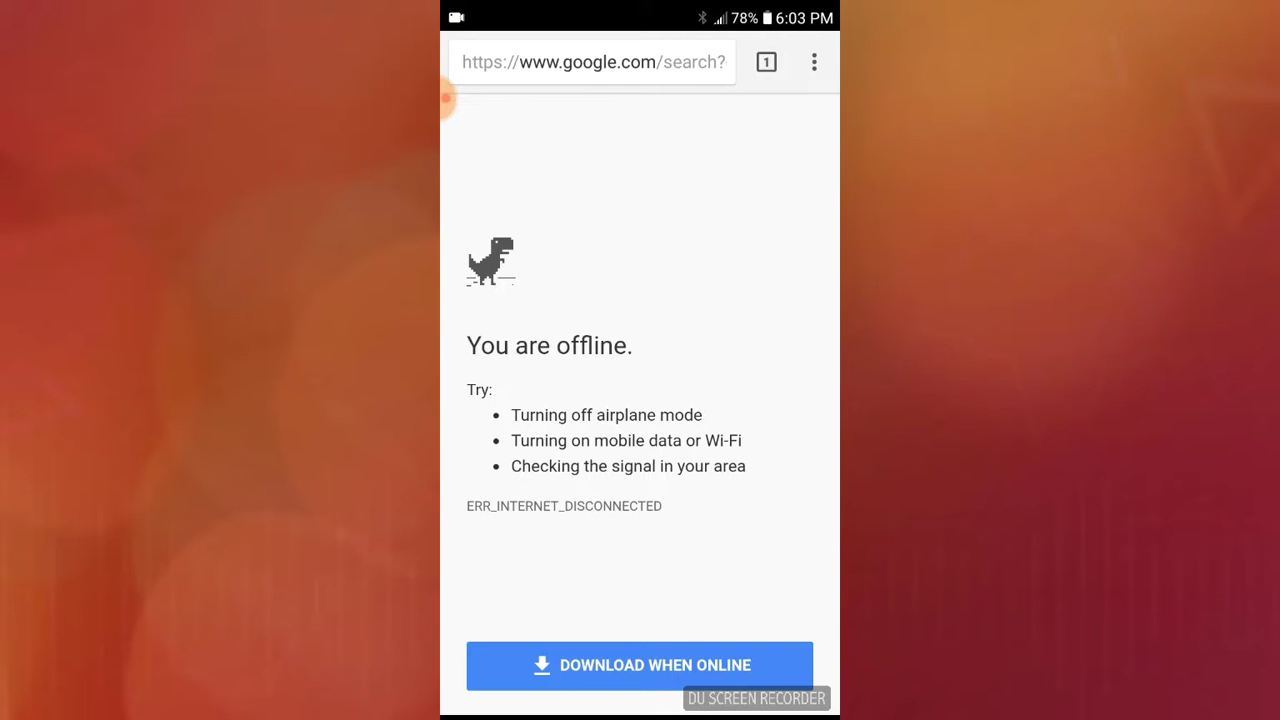 78% 6:03 PM
https://www.google.com/search?
1
You are offline.
Try:
• Turning off airplane mode
• Turning on mobile data or Wi-Fi
• Checking the signal in your area
ERR_INTERNET_DISCONNECTED
DOWNLOAD WHEN ONLINE
DU SCREEN RECORDER